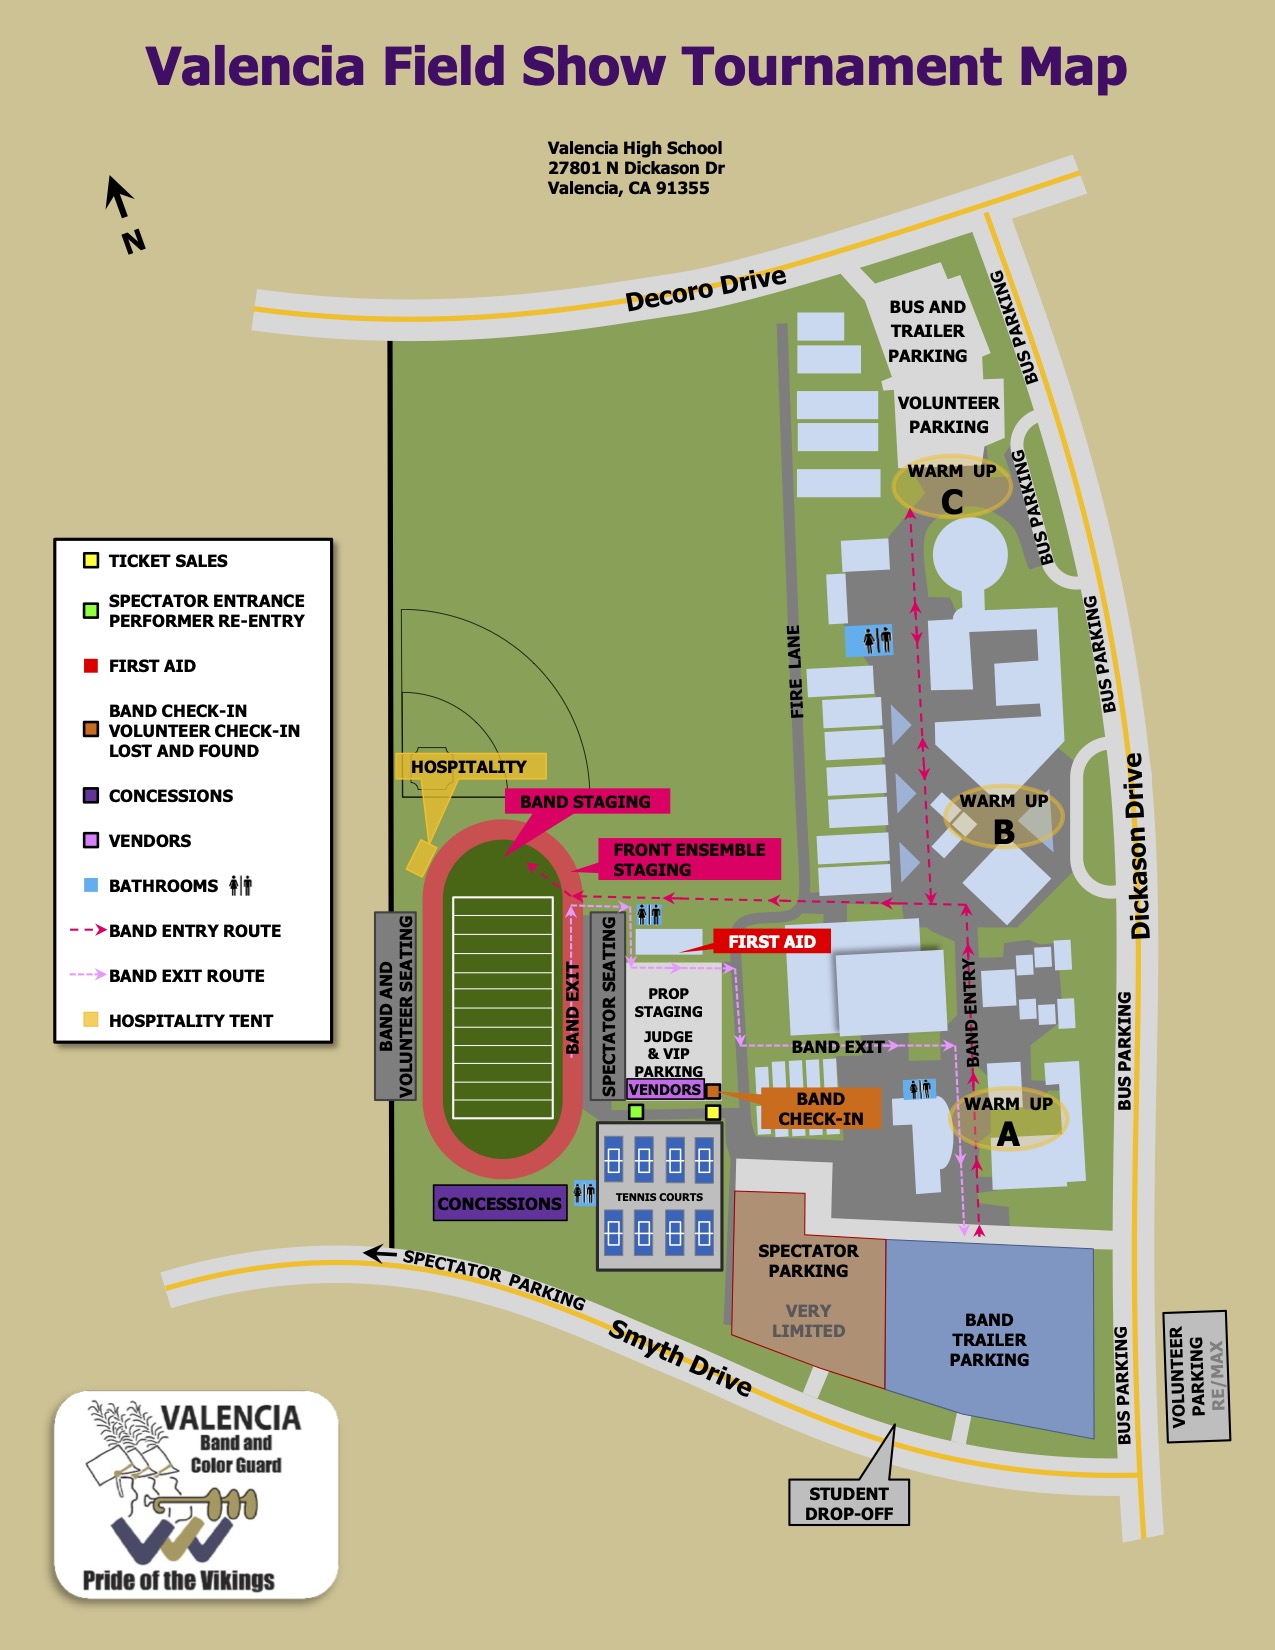 Valencia Field Show Tournament Map
Valencia High School
27801 N Dickason Dr
Valencia, CA 91355
N
Decoro Drive
BUS AND
TRAILER
PARKING
BUS PARKING
VOLUNTEER
PARKING
WARM UP
C
BUS PARKING
TICKET SALES
SPECTATOR ENTRANCE
PERFORMER RE-ENTRY
FIRST AID
BAND CHECK-IN
VOLUNTEER CHECK-IN
LOST AND FOUND
CONCESSIONS
VENDORS
BATHROOMS
BAND ENTRY ROUTE
BAND EXIT ROUTE
HOSPITALITY TENT
FIRE LANE
BUS PARKING
HOSPITALITY
BAND STAGING
FRONT ENSEMBLE
STAGING
WARM UP
B
Dickason Drive
BAND AND
VOLUNTEER SEATING
BAND EXIT
SPECTATOR SEATING
FIRST AID
PROP
STAGING
JUDGE
& VIP
PARKING
VENDORS
BAND EXIT
BAND ENTRY
BAND
CHECK-IN
WARM UP
A
BUS PARKING
CONCESSIONS
TENNIS COURTS
SPECTATOR PARKING
Smyth Drive
SPECTATOR
PARKING
VERY
LIMITED
BAND
TRAILER
PARKING
BUS PARKING
VOLUNTEER
PARKING
RE/MAX
STUDENT
DROP-OFF
VALENCIA
Band and
Color Guard
Pride of the Vikings